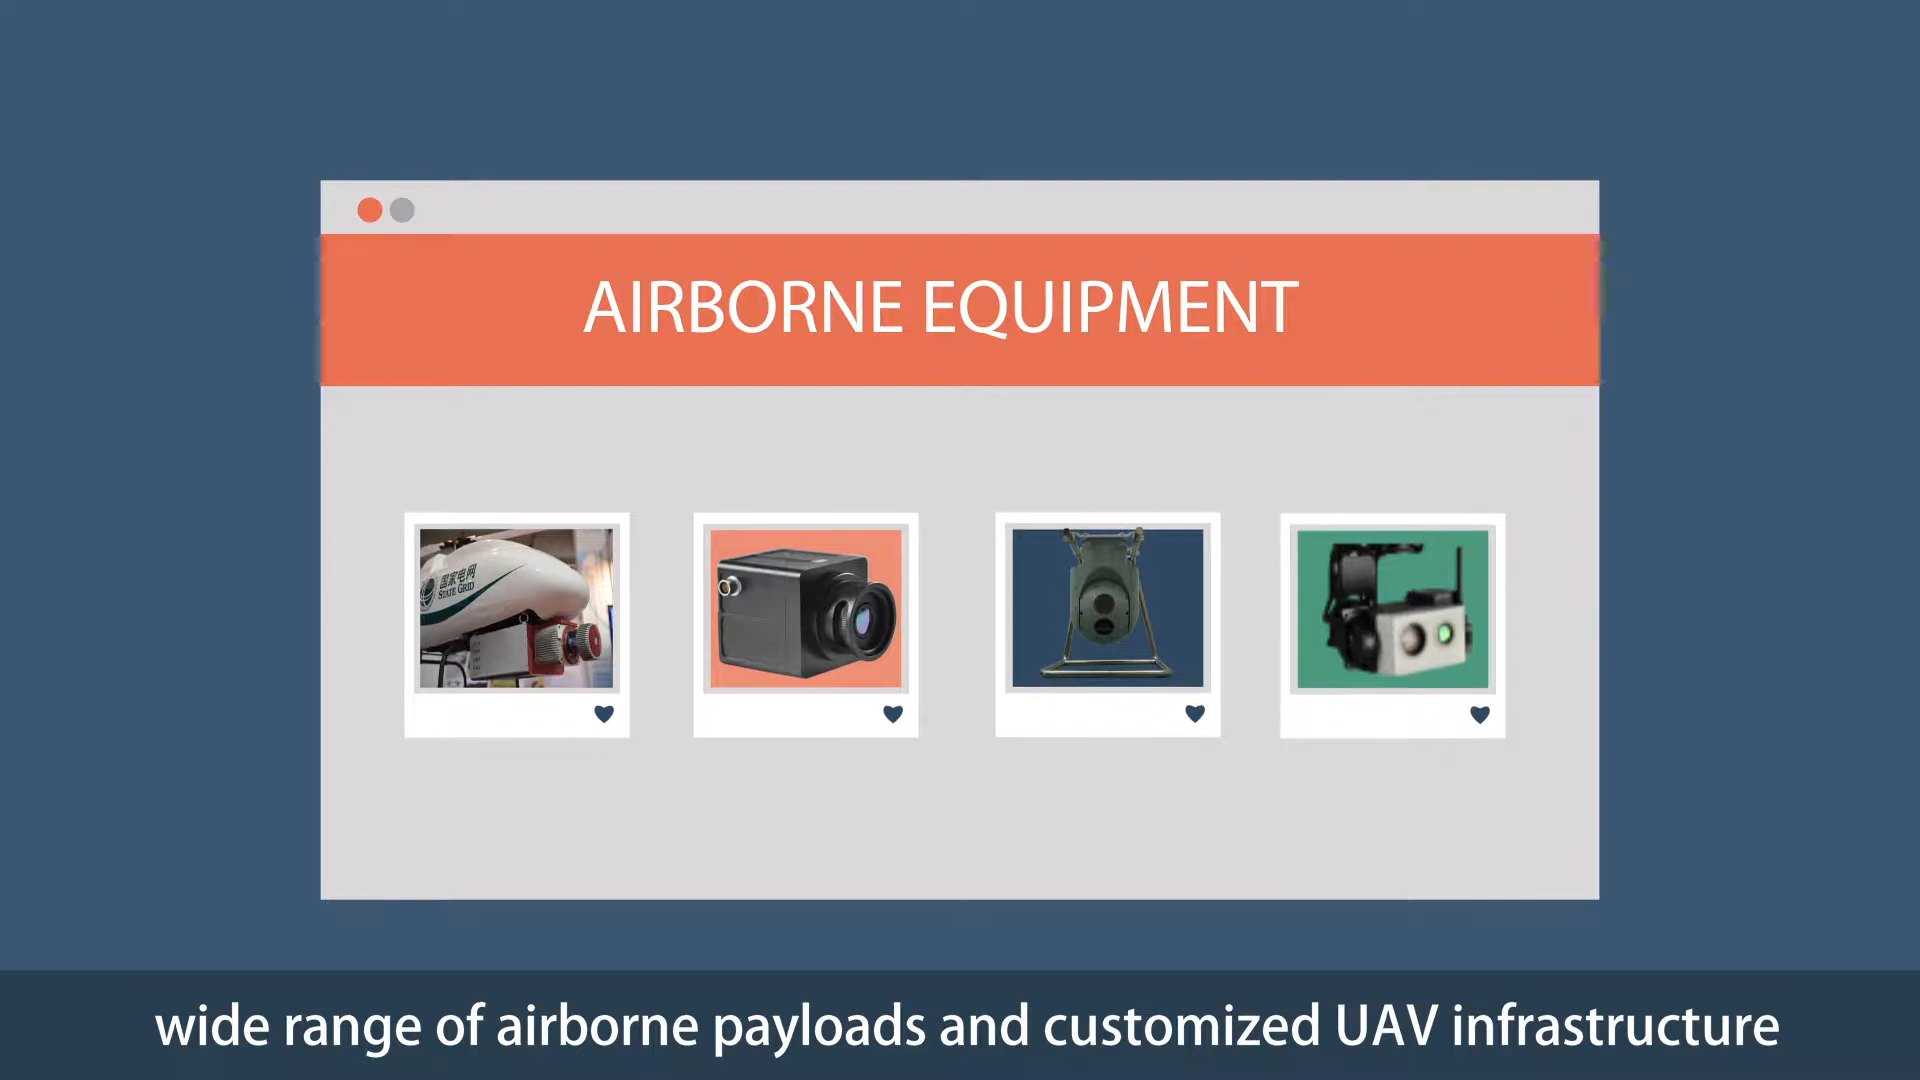 AIRBORNE EQUIPMENT
国家电网
STATE GRID
wide range of airborne payloads and customized UAV infrastructure